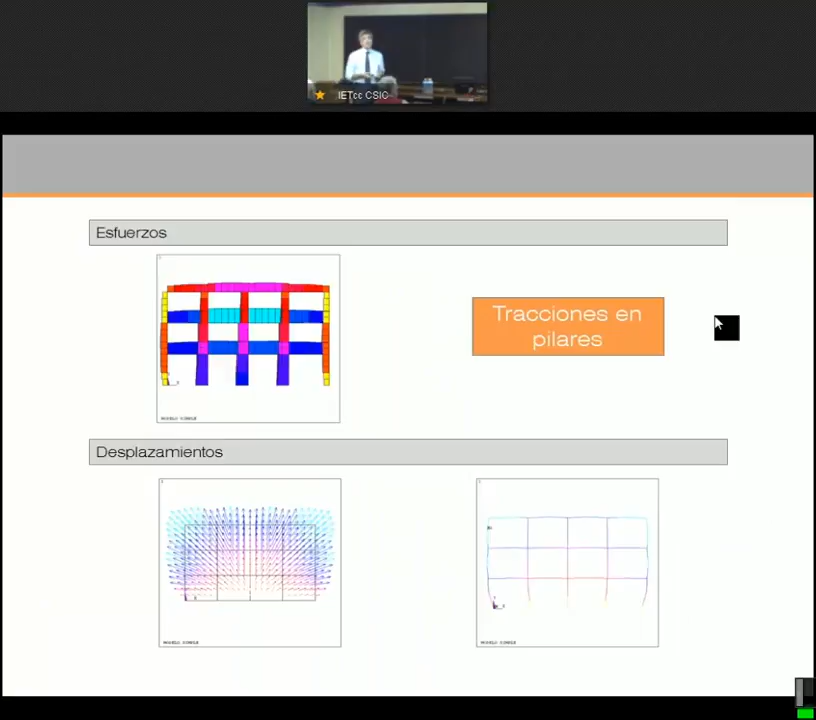 IETcc CSIC
Esfuerzos
Tracciones en
pilares
Desplazamientos